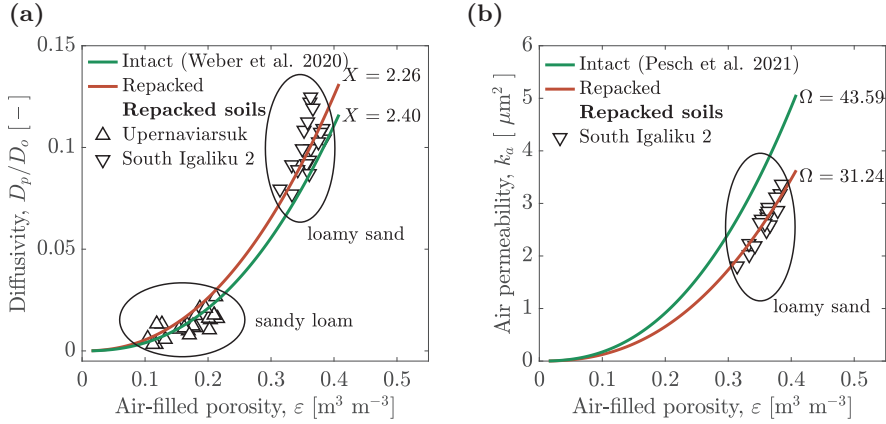 (a)
0.15
0.10
0.05
0
Diffusivity, Dₚ/Dₒ [ − ]
Intact (Weber et al. 2020)
Repacked
Repacked soils
Upernaviarsuk
South Igaliku 2
X = 2.26
X = 2.40
loamy sand
sandy loam
0 0.1 0.2 0.3 0.4 0.5
Air-filled porosity, ε [m³ m⁻³]
(b)
6
5
4
3
2
1
0
Air permeability, kₐ [ μm²]
Intact (Pesch et al. 2021)
Repacked
Repacked soils
South Igaliku 2
Ω = 43.59
Ω = 31.24
loamy sand
0 0.1 0.2 0.3 0.4 0.5
Air-filled porosity, ε [m³ m⁻³]